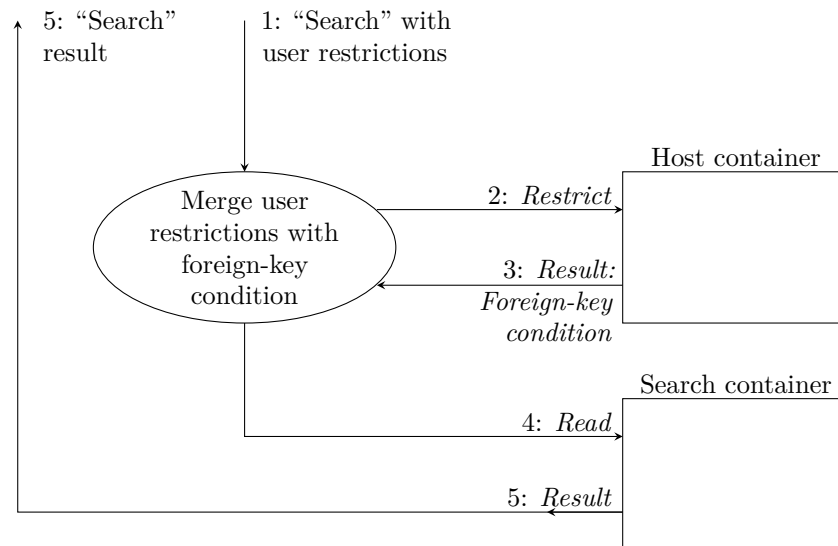 5: “Search”
result
1: “Search” with
user restrictions
Host container
Merge user
restrictions with
foreign-key
condition
2: Restrict
3: Result:
Foreign-key
condition
Search container
4: Read
5: Result